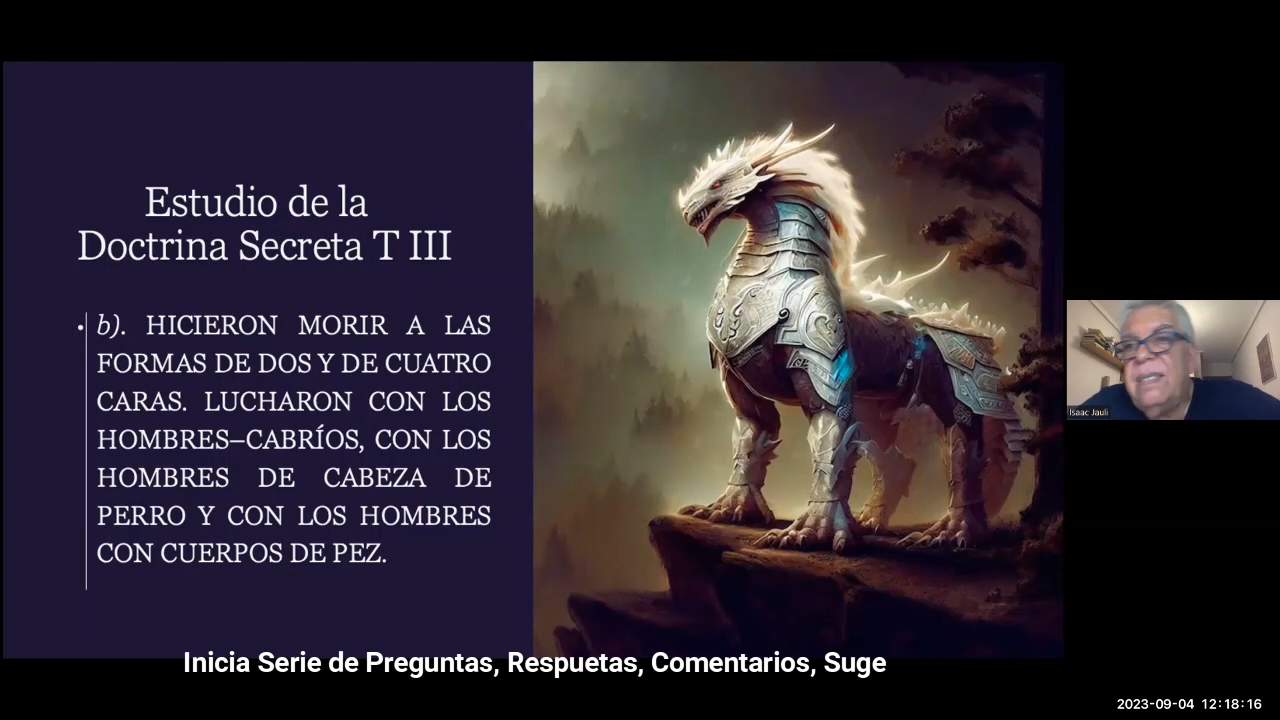 Estudio de la
Doctrina Secreta T III
• b). HICIERON MORIR A LAS
FORMAS DE DOS Y DE CUATRO
CARAS. LUCHARON CON LOS
HOMBRES–CABRÍOS, CON LOS
HOMBRES DE CABEZA DE
PERRO Y CON LOS HOMBRES
CON CUERPOS DE PEZ.
Isaac Jauli
Inicia Serie de Preguntas, Respuetas, Comentarios, Suge
2023-09-04 12:18:16